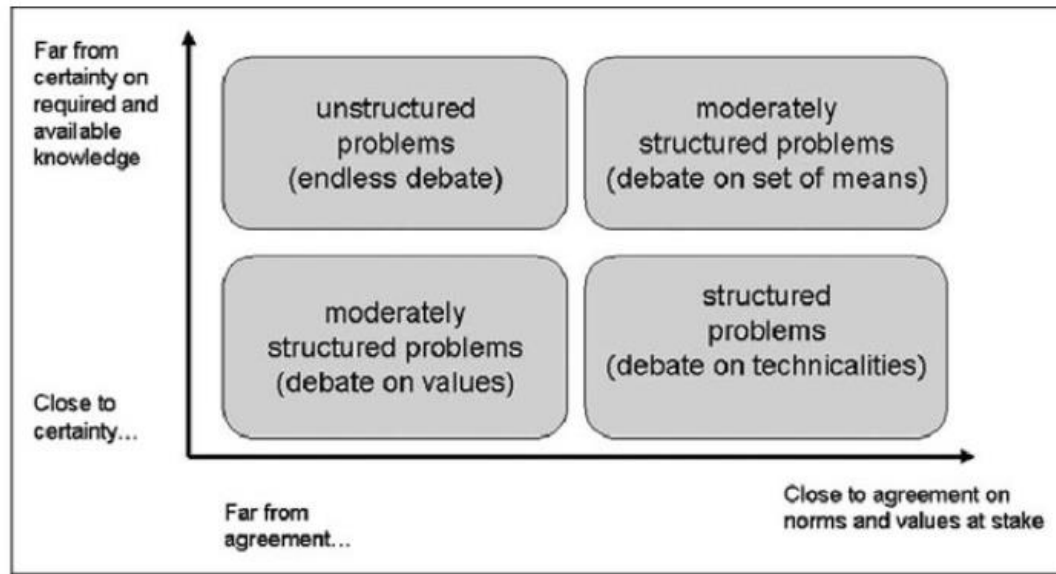 Far from
certainty on
required and
available
knowledge
unstructured
problems
(endless debate)
moderately
structured problems
(debate on set of means)
moderately
structured problems
(debate on values)
structured
problems
(debate on technicalities)
Close to
certainty...
Far from
agreement...
Close to agreement on
norms and values at stake